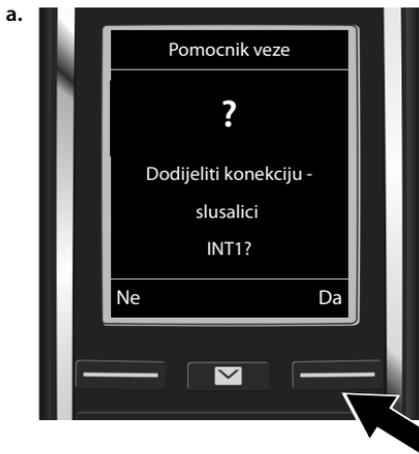 a.
Pomocnik veze
?
Dodijeliti konekciju -
slusalici
INT1?
Ne Da